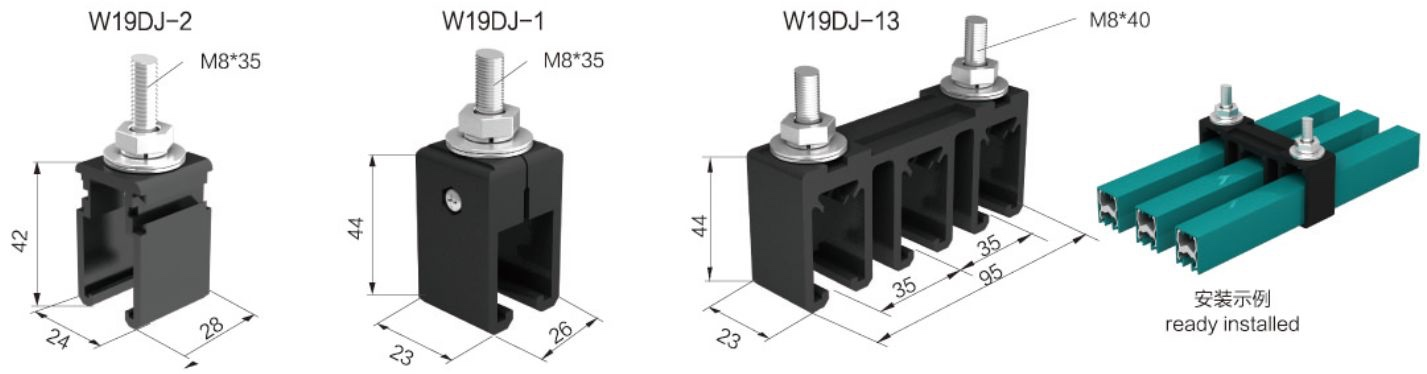 W19DJ-2
M8*35
42
24
28
W19DJ-1
M8*35
44
23
26
W19DJ-13
M8*40
44
23
35
35
95
安装示例
ready installed